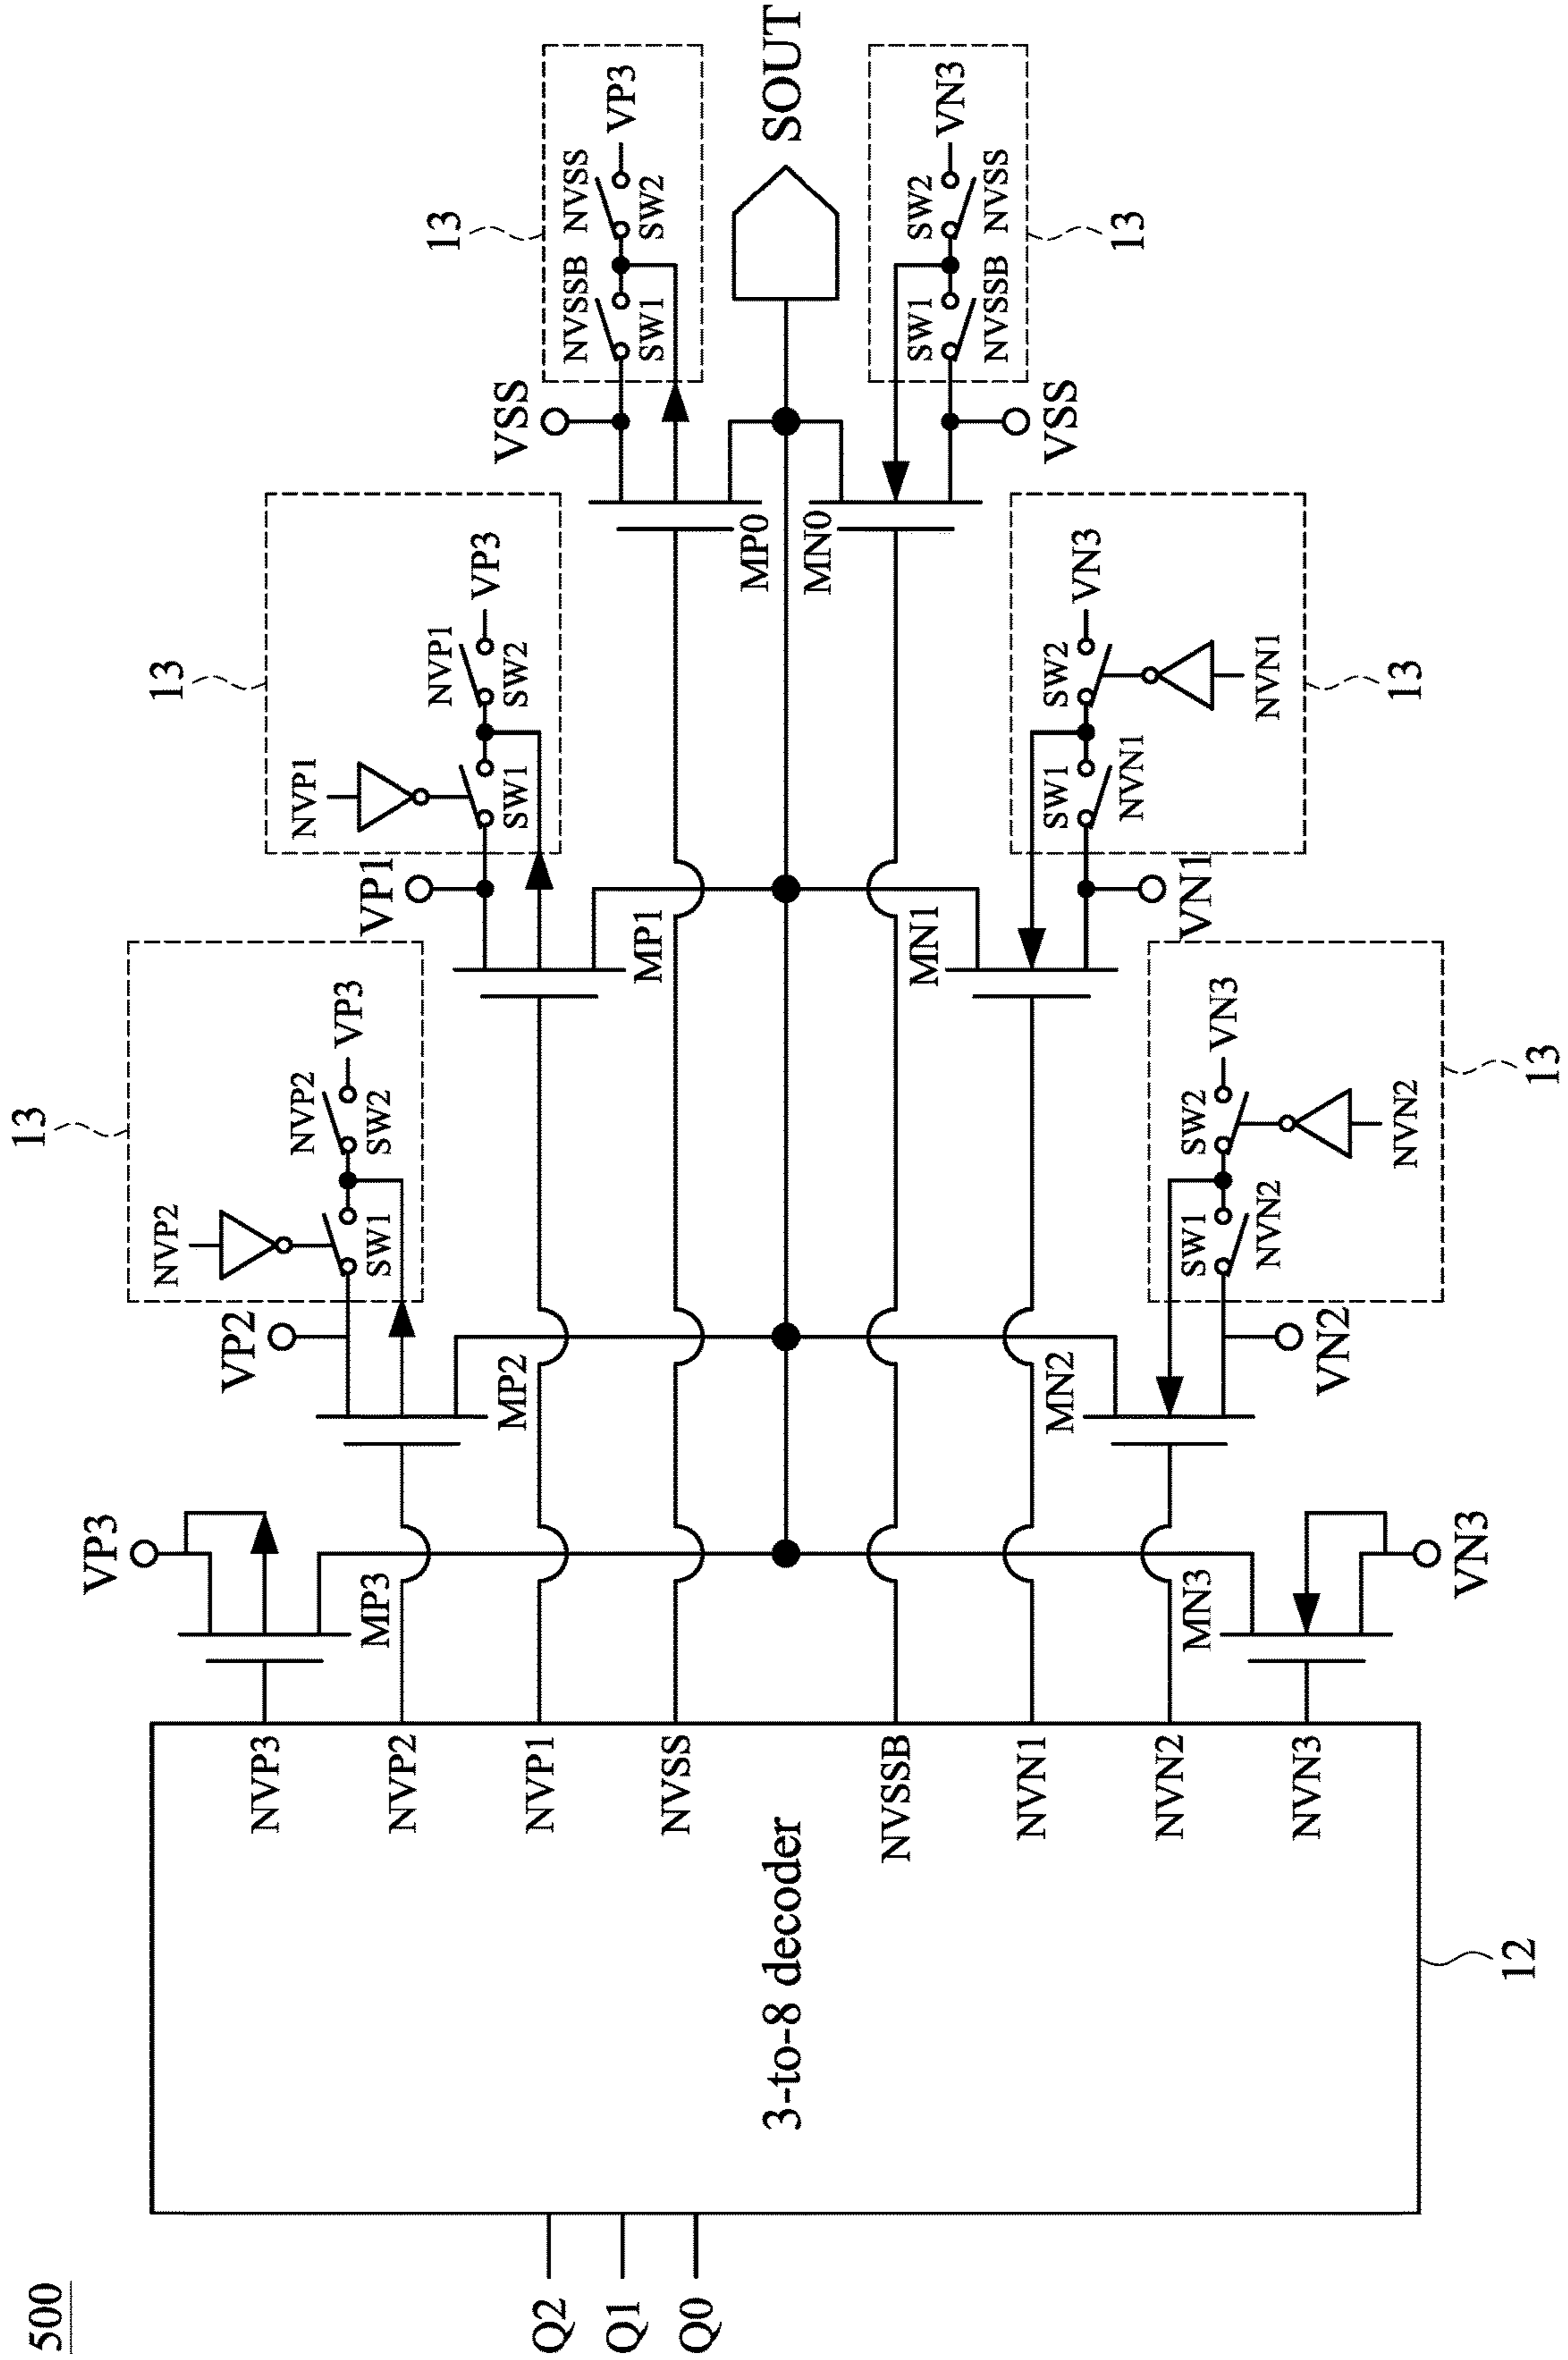 500
Q2
Q1
Q0
3-to-8 decoder
12
NVP3
NVP2
NVP1
NVSS
NVSSB
NVN1
NVN2
NVN3
VP3
MP3
MN3
VN3
13
NVP2
NVP2
VP3
SW1
SW2
VP2
MP2
MN2
VN2
SW1
SW2
VN3
NVN2
NVN2
13
13
NVP1
NVP1
VP3
SW1
SW2
VP1
MP1
MN1
VN1
SW1
SW2
VN3
NVN1
NVN1
13
13
NVSSB
NVSS
VP3
SW1
SW2
VSS
MP0
MN0
SOUT
VSS
SW1
SW2
VN3
NVSSB
NVSS
13